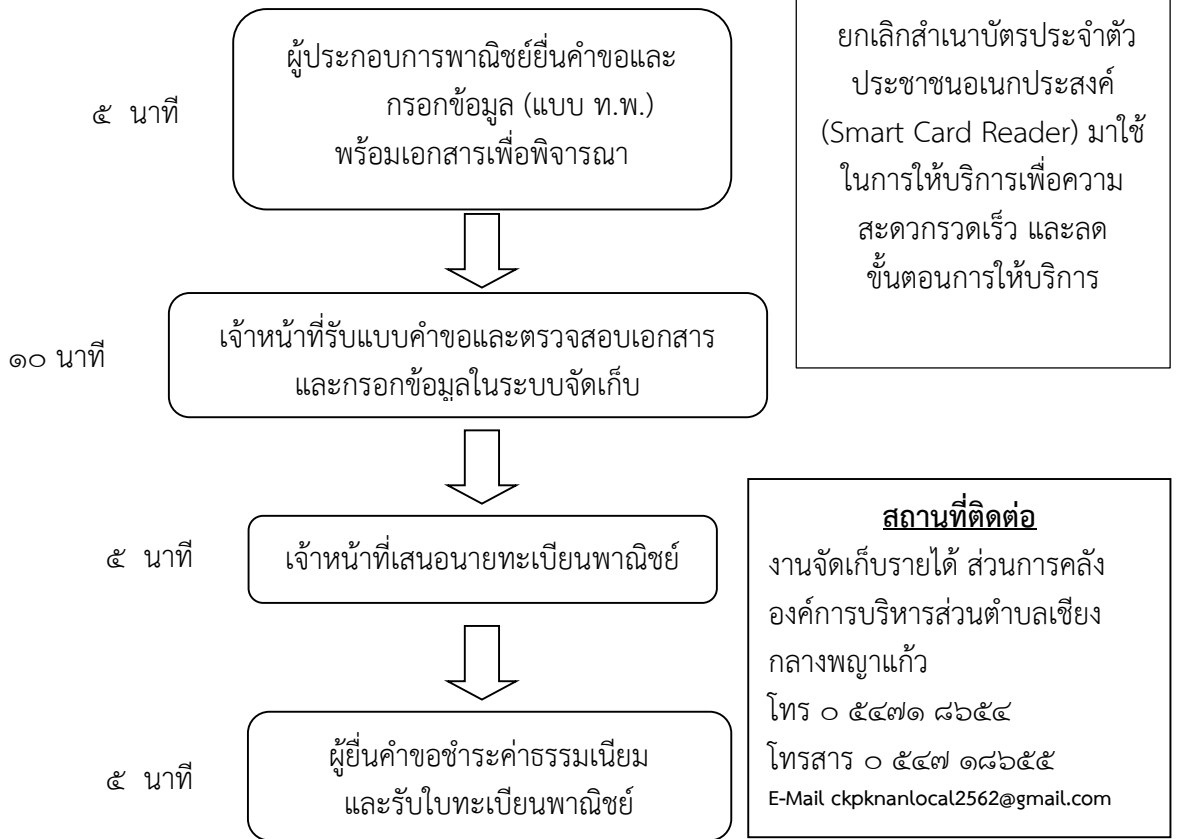 ๕ นาที
ผู้ประกอบการพาณิชย์ยื่นคำขอและ
กรอกข้อมูล (แบบ ท.พ.)
พร้อมเอกสารเพื่อพิจารณา
ยกเลิกสำเนาบัตรประจำตัว
ประชาชนอเนกประสงค์
(Smart Card Reader) มาใช้
ในการให้บริการเพื่อความ
สะดวกรวดเร็ว และลด
ขั้นตอนการให้บริการ
๑๐ นาที
เจ้าหน้าที่รับแบบคำขอและตรวจสอบเอกสาร
และกรอกข้อมูลในระบบจัดเก็บ
๕ นาที
เจ้าหน้าที่เสนอนายทะเบียนพาณิชย์
๕ นาที
ผู้ยื่นคำขอชำระค่าธรรมเนียม
และรับใบทะเบียนพาณิชย์
สถานที่ติดต่อ
งานจัดเก็บรายได้ ส่วนการคลัง
องค์การบริหารส่วนตำบลเชียง
กลางพญาแก้ว
โทร ๐ ๕๔๗๑ ๘๖๕๔
โทรสาร ๐ ๕๔๗ ๑๘๖๕๕
E-Mail ckpknanlocal2562@gmail.com